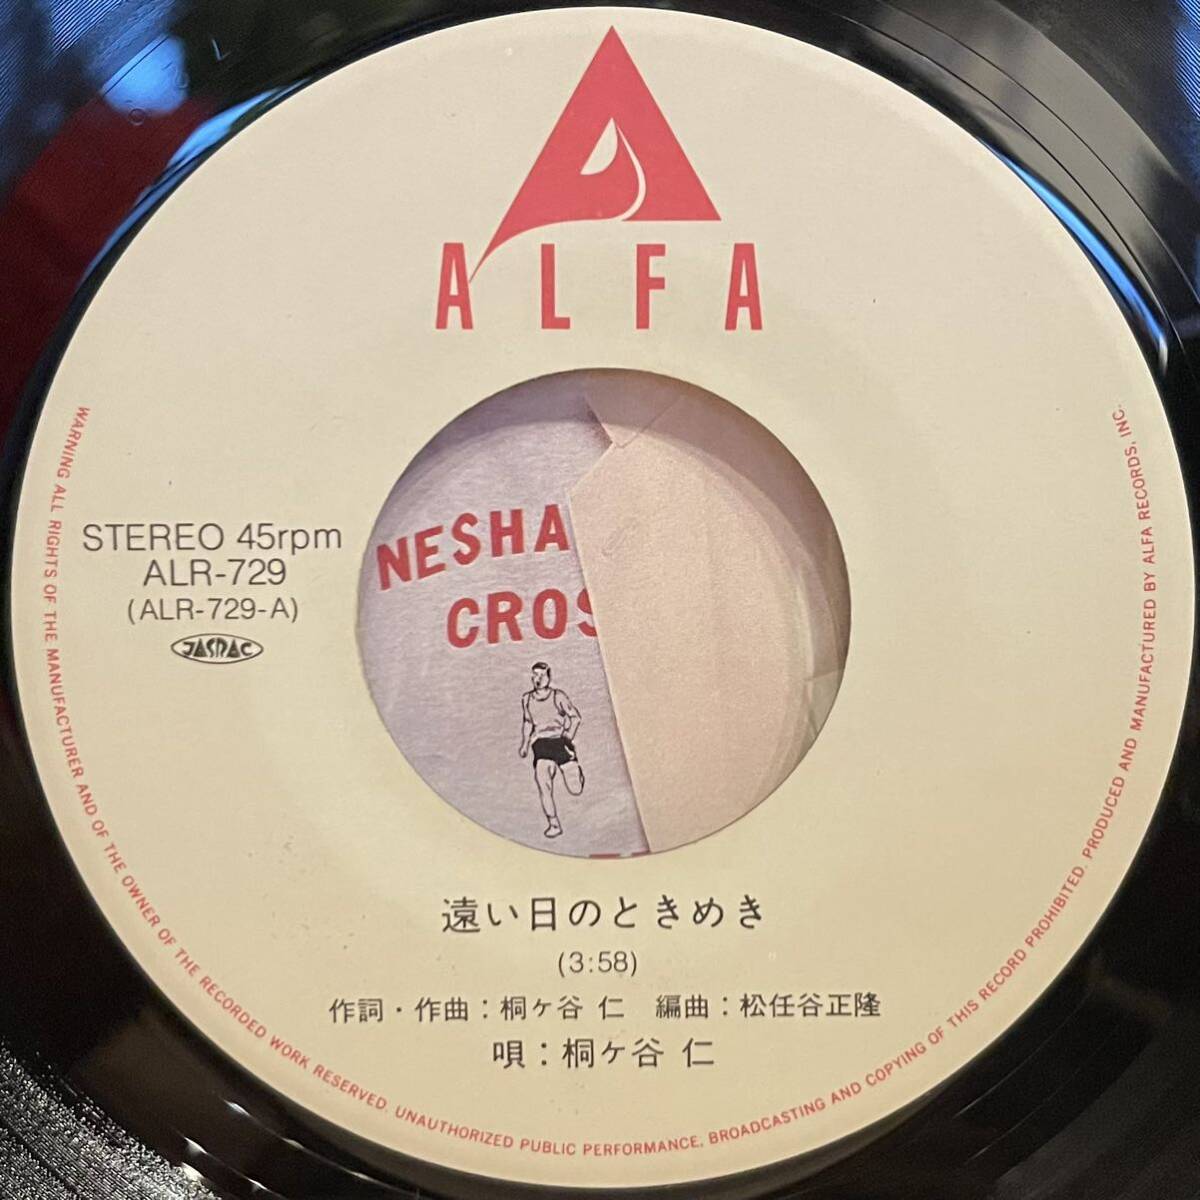 ALFA
STEREO 45rpm
ALR-729
(ALR-729-A)
JASRAC
NESHA
CROS
遠い日のときめき
(3:58)
作詞・作曲：桐ヶ谷 仁　編曲：松任谷正隆
唄：桐ヶ谷 仁
WARNING ALL RIGHTS OF THE MANUFACTURER AND OF THE OWNER OF THE RECORDED WORK RESERVED. UNAUTHORIZED PUBLIC PERFORMANCE, BROADCASTING AND COPYING OF THIS RECORD PROHIBITED. PRODUCED AND MANUFACTURED BY ALFA RECORDS, INC.